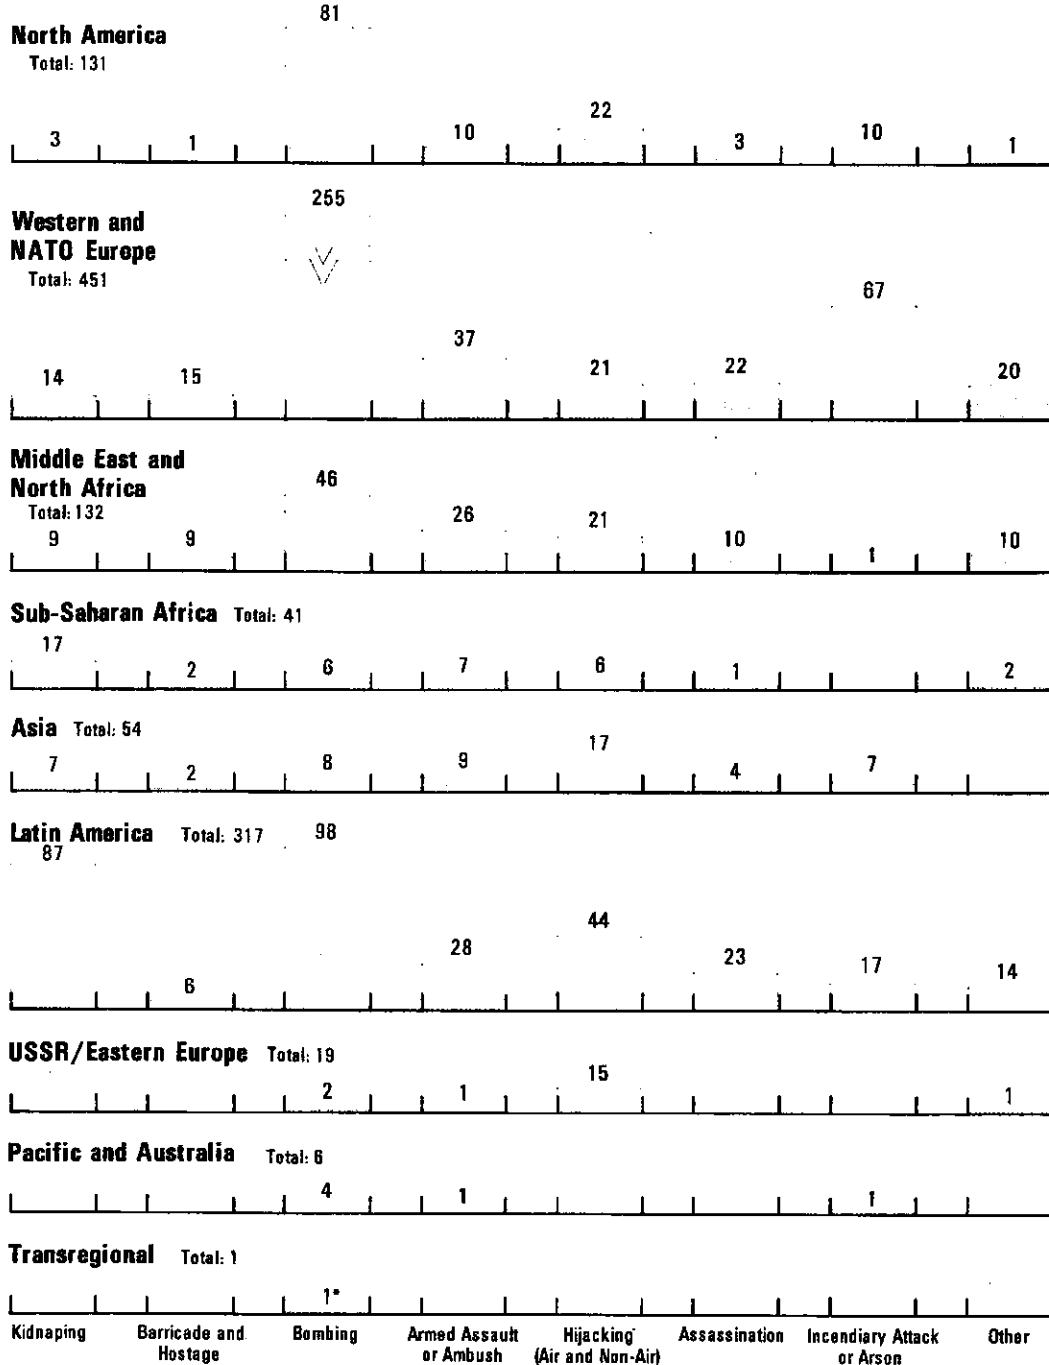 81
North America
Total: 131
3 1 10 22 3 10 1
255
Western and
NATO Europe
Total: 451
67
37
14 15 21 22 20
Middle East and
North Africa
Total: 132
46
9 9 26 21 10 1 10
Sub-Saharan Africa Total: 41
17 2 6 7 6 1 2
Asia Total: 54
7 2 8 9 17 4 7
Latin America Total: 317
87 98
6 28 44 23 17 14
USSR/Eastern Europe Total: 19
2 1 15 1
Pacific and Australia Total: 6
4 1 1
Transregional Total: 1
1*
Kidnaping Barricade and Bombing Armed Assault Hijacking Assassination Incendiary Attack Other
Hostage or Ambush (Air and Non-Air) or Arson